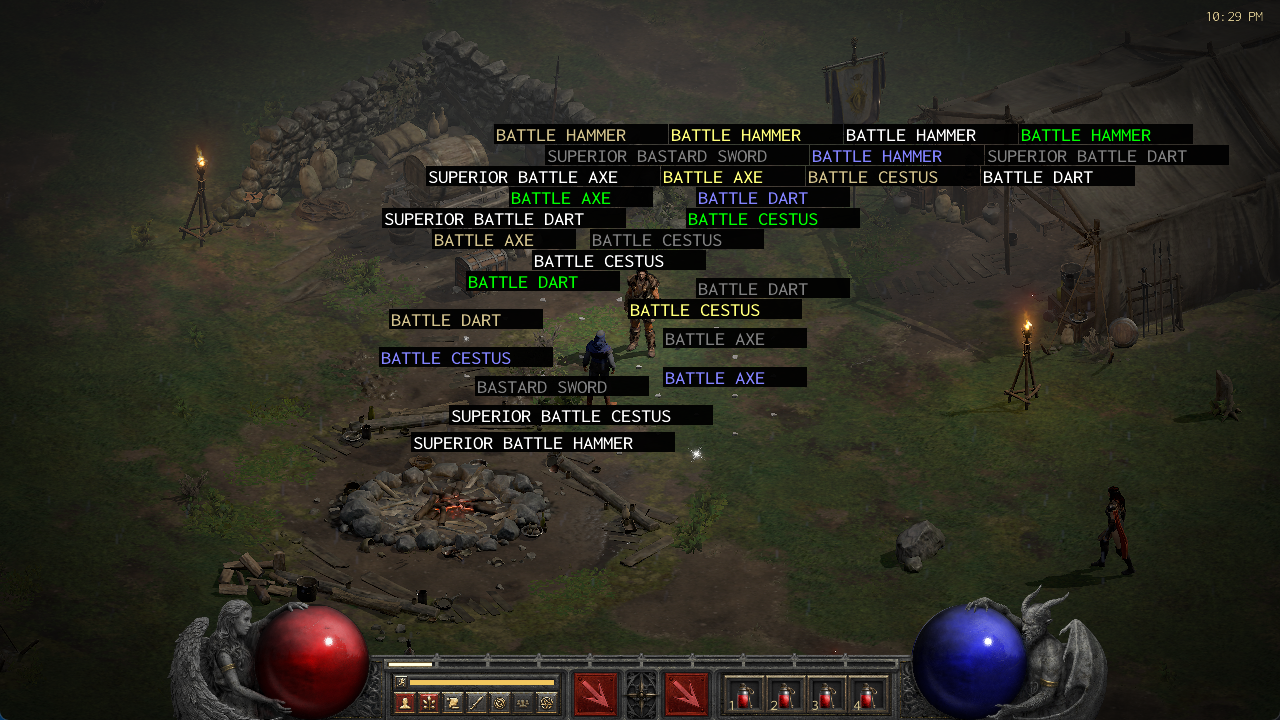 10:29 PM
BATTLE HAMMER BATTLE HAMMER BATTLE HAMMER BATTLE HAMMER
SUPERIOR BASTARD SWORD BATTLE HAMMER SUPERIOR BATTLE DART
SUPERIOR BATTLE AXE BATTLE AXE BATTLE CESTUS BATTLE DART
BATTLE AXE BATTLE DART
SUPERIOR BATTLE DART BATTLE CESTUS
BATTLE AXE BATTLE CESTUS
BATTLE CESTUS
BATTLE DART BATTLE DART
BATTLE CESTUS
BATTLE DART
BATTLE AXE
BATTLE CESTUS
BATTLE AXE
BASTARD SWORD
SUPERIOR BATTLE CESTUS
SUPERIOR BATTLE HAMMER
1 2 3 4